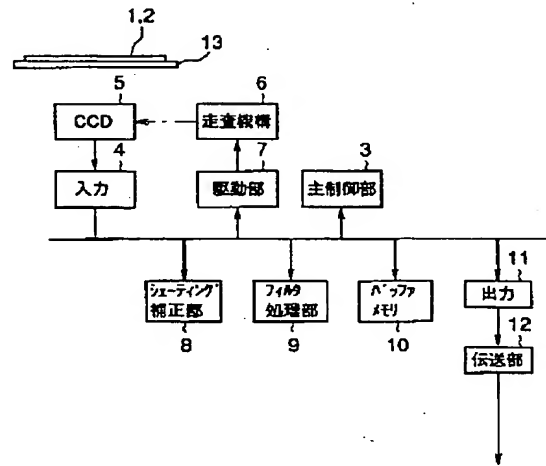 1,2
13
5
6
CCD
走査機構
4
7
3
入力
駆動部
主制御部
11
シェーディング
補正部
フィルタ
処理部
バッファ
メモリ
出力
8
9
10
12
伝送部